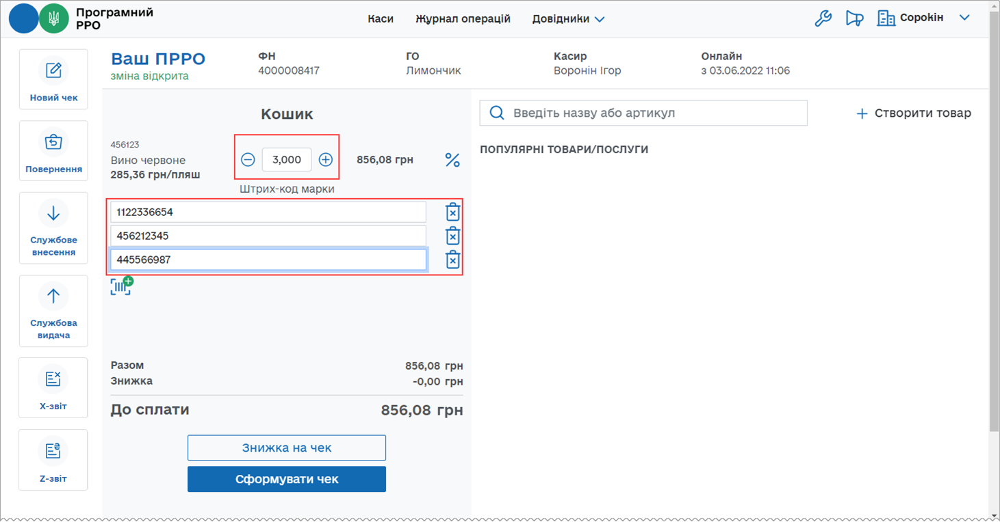 Програмний
РРО
Каси
Журнал операцій
Довідники
Сорокін
Новий чек
Повернення
Службове
внесення
Службова
видача
X-звіт
Z-звіт
Ваш ПРРО
зміна відкрита
ФН
4000008417
ГО
Лимончик
Касир
Воронін Ігор
Онлайн
з 03.06.2022 11:06
Кошик
456123
Вино червоне
285,36 грн/пляш
3,000
856,08 грн
%
Штрих-код марки
1122336654
456212345
445566987
Разом 856,08 грн
Знижка -0,00 грн
До сплати 856,08 грн
Знижка на чек
Сформувати чек
Введіть назву або артикул
Створити товар
ПОПУЛЯРНІ ТОВАРИ/ПОСЛУГИ